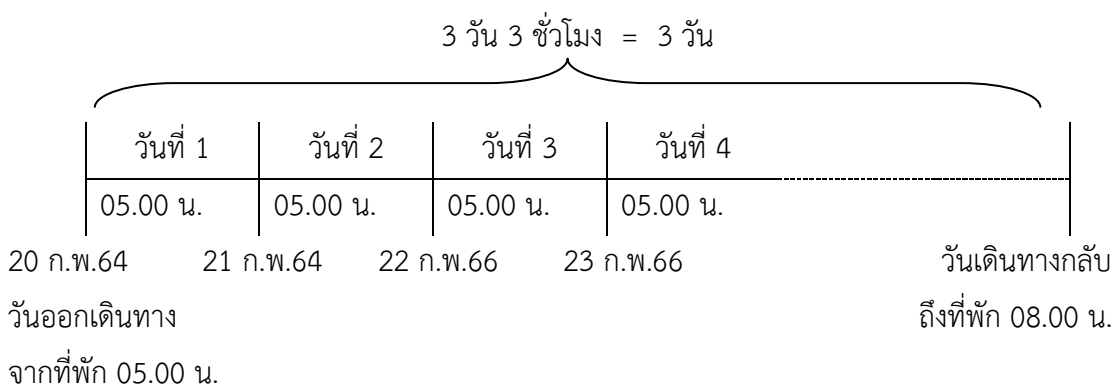 3 วัน 3 ชั่วโมง = 3 วัน
วันที่ 1 วันที่ 2 วันที่ 3 วันที่ 4
05.00 น. 05.00 น. 05.00 น. 05.00 น.
20 ก.พ.64 21 ก.พ.64 22 ก.พ.66 23 ก.พ.66 วันเดินทางกลับ
วันออกเดินทาง ถึงที่พัก 08.00 น.
จากที่พัก 05.00 น.